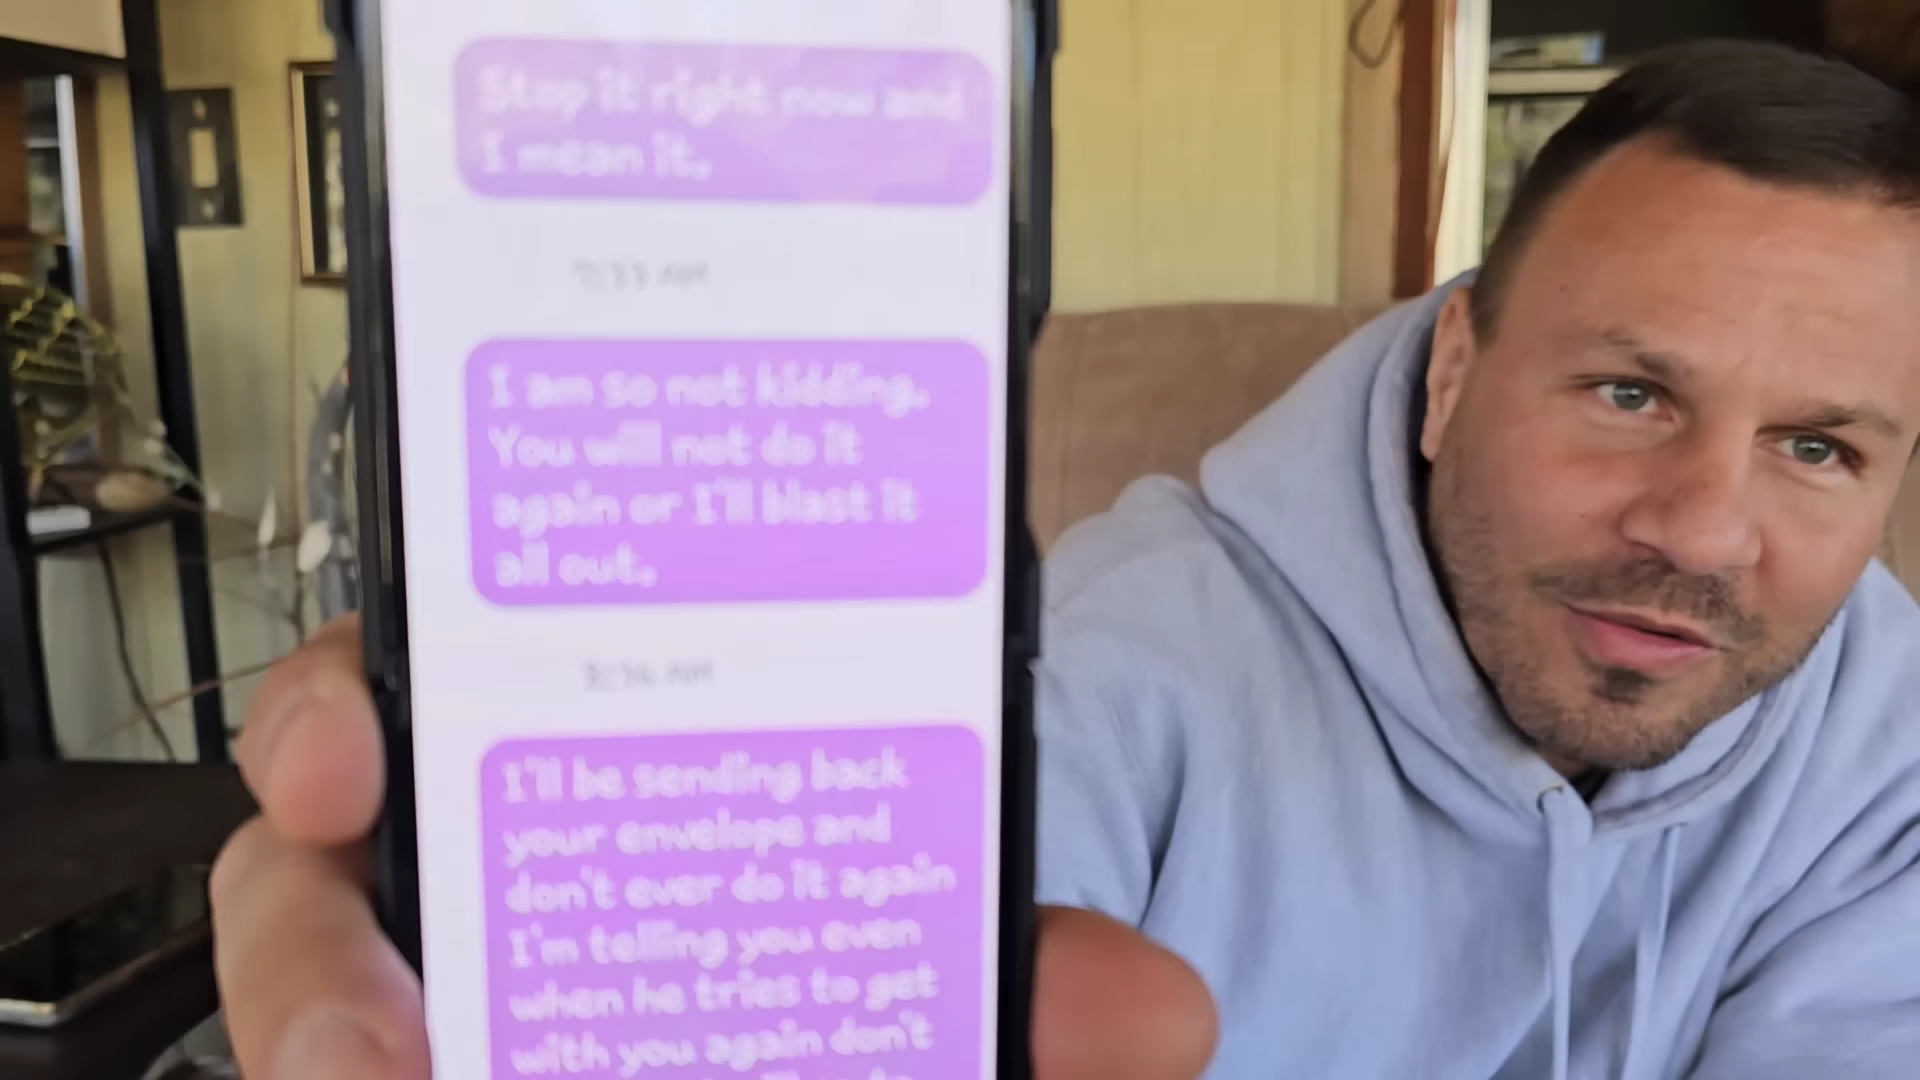 Stop it right now and
I mean it.
I am so not kidding.
You will not do it
again or I'll blast it
all out.
I'll be sending back
your envelope and
don't ever do it again
I'm telling you even
when he tries to get
with you again don't